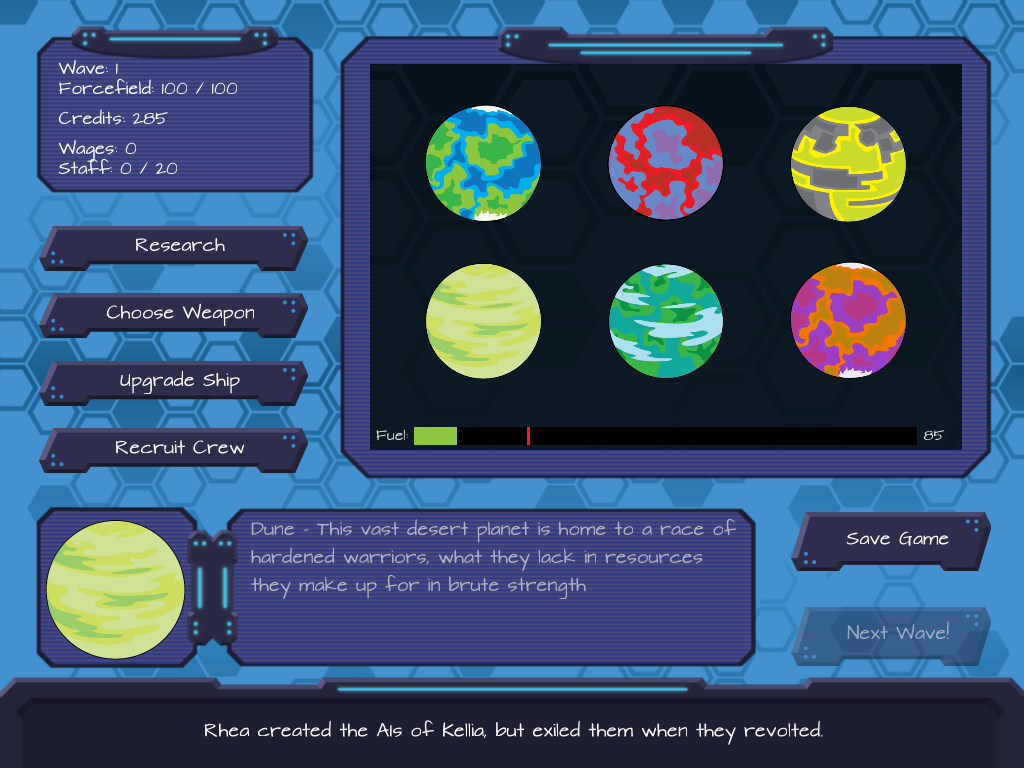 Wave: 1
Forcefield: 100 / 100
Credits: 285
Wages: 0
Staff: 0 / 20
Research
Choose Weapon
Upgrade Ship
Recruit Crew
Fuel:
85
Dune - This vast desert planet is home to a race of
hardened warriors, what they lack in resources
they make up for in brute strength
Save Game
Next Wave!
Rhea created the AIs of Kellia, but exiled them when they revolted.